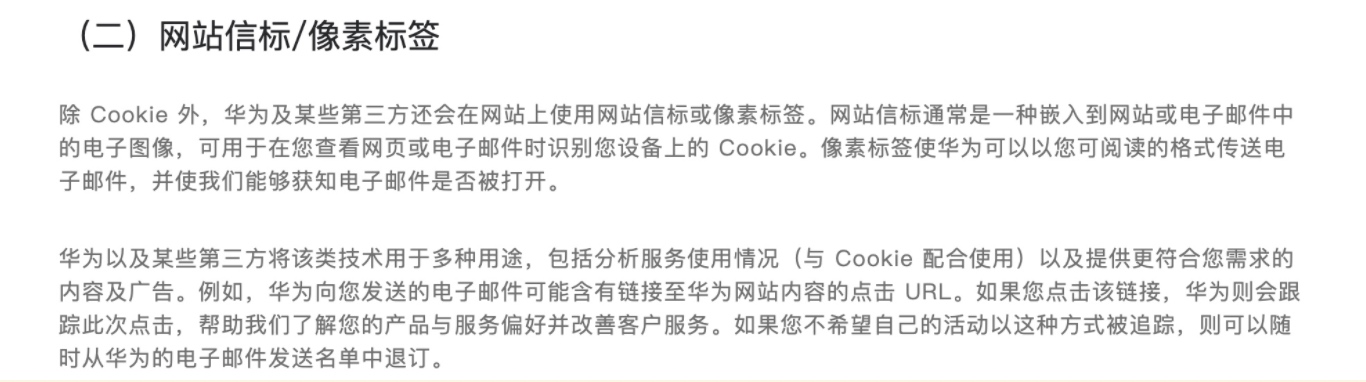 （二）网站信标/像素标签
除 Cookie 外，华为及某些第三方还会在网站上使用网站信标或像素标签。网站信标通常是一种嵌入到网站或电子邮件中
的电子图像，可用于在您查看网页或电子邮件时识别您设备上的 Cookie。像素标签使华为可以以您可阅读的格式传送电
子邮件，并使我们能够获知电子邮件是否被打开。
华为以及某些第三方将该类技术用于多种用途，包括分析服务使用情况（与 Cookie 配合使用）以及提供更符合您需求的
内容及广告。例如，华为向您发送的电子邮件可能含有链接至华为网站内容的点击 URL。如果您点击该链接，华为则会跟
踪此次点击，帮助我们了解您的产品与服务偏好并改善客户服务。如果您不希望自己的活动以这种方式被追踪，则可以随
时从华为的电子邮件发送名单中退订。